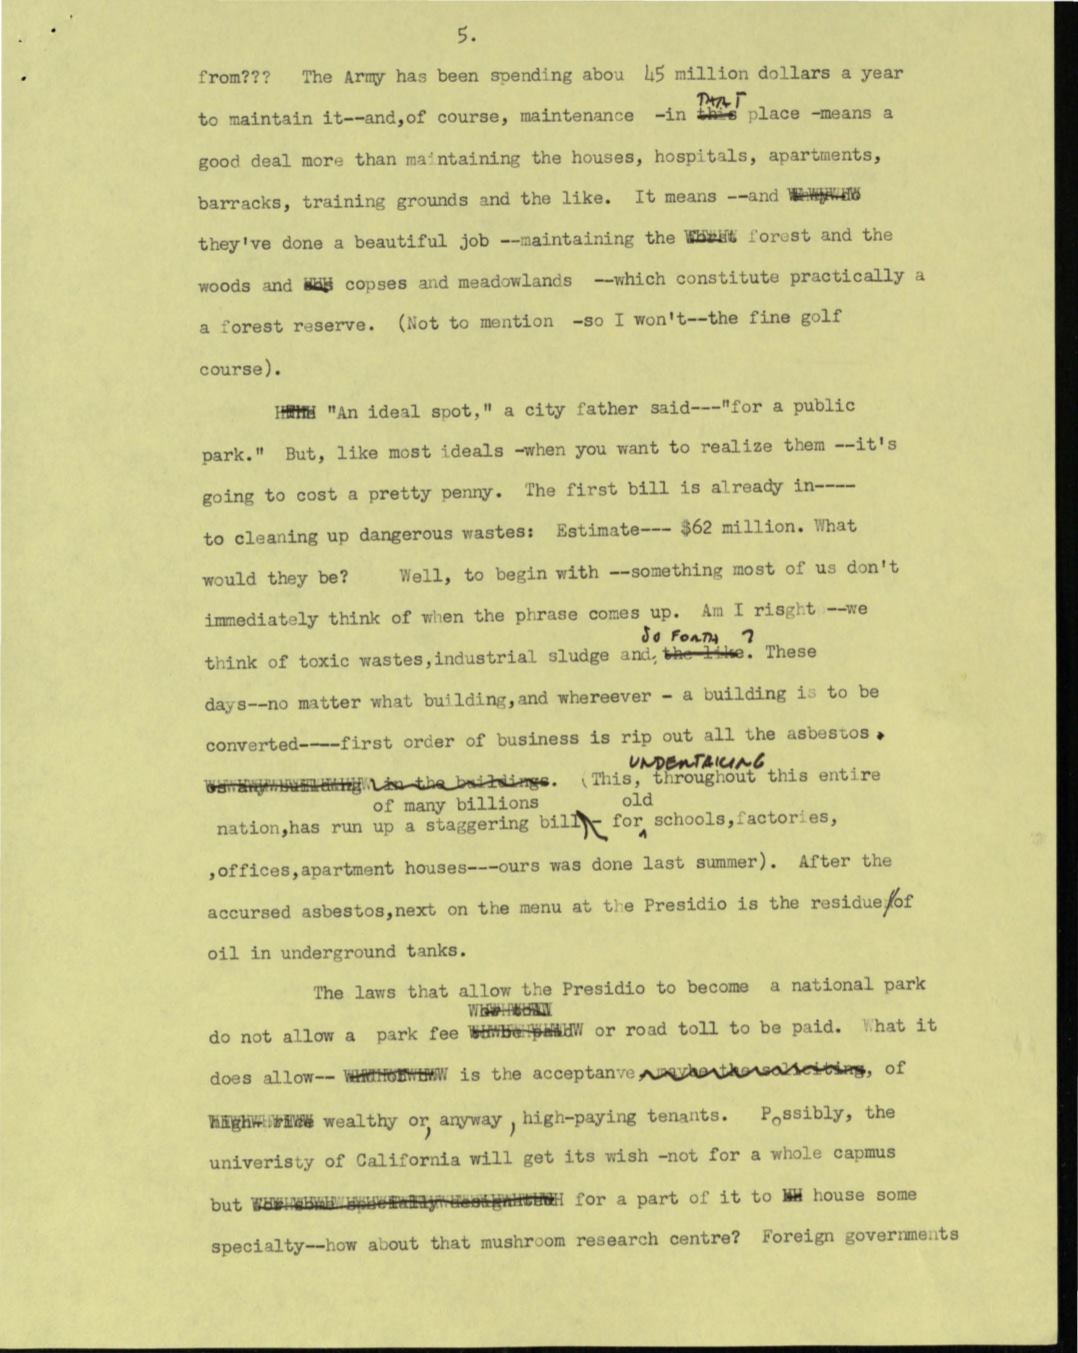 5.
from??? The Army has been spending abou 45 million dollars a year
THAT
to maintain it--and,of course, maintenance -in this place -means a
good deal more than maintaining the houses, hospitals, apartments,
barracks, training grounds and the like. It means --and
they've done a beautiful job --maintaining the forest and the
woods and copses and meadowlands --which constitute practically a
a forest reserve. (Not to mention -so I won't--the fine golf
course).
"An ideal spot," a city father said---"for a public
park." But, like most ideals -when you want to realize them --it's
going to cost a pretty penny. The first bill is already in----
to cleaning up dangerous wastes: Estimate--- $62 million. What
would they be? Well, to begin with --something most of us don't
immediately think of when the phrase comes up. Am I risght --we
SO FORTH ?
think of toxic wastes,industrial sludge and, the like. These
days--no matter what building,and whereever - a building is to be
converted----first order of business is rip out all the asbestos.
UNDERTAKING
in the buildings. (This, throughout this entire
of many billions old
nation,has run up a staggering bill - for schools,factories,
,offices,apartment houses---ours was done last summer). After the
accursed asbestos,next on the menu at the Presidio is the residue/of
oil in underground tanks.
The laws that allow the Presidio to become a national park
do not allow a park fee or road toll to be paid. What it
does allow-- is the acceptanve, maybe the soliciting, of
wealthy or, anyway, high-paying tenants. Possibly, the
univeristy of California will get its wish -not for a whole capmus
but for a part of it to house some
specialty--how about that mushroom research centre? Foreign governments